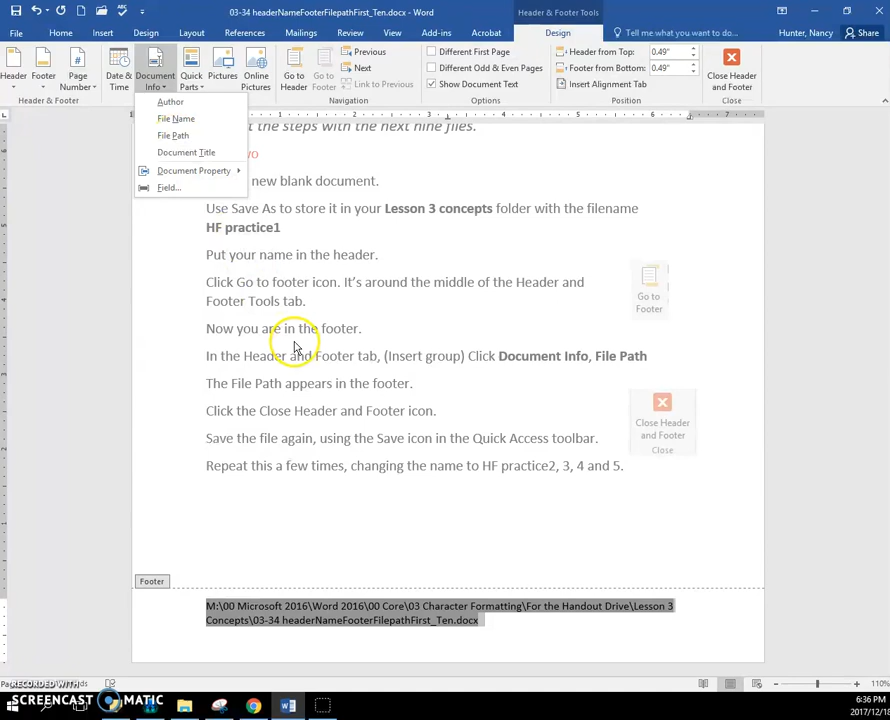 03-34 headerNameFooterFilepathFirst_Ten.docx - Word
Header & Footer Tools
File Home Insert Design Layout References Mailings Review View Add-ins Acrobat Design Tell me what you want to do... Hunter, Nancy Share
Header
Footer
Page
Number
Header & Footer
Date &
Time
Document
Info
Quick
Parts
Pictures
Online
Pictures
Go to
Header
Go to
Footer
Previous
Next
Link to Previous
Navigation
Different First Page
Different Odd & Even Pages
Show Document Text
Options
Header from Top: 0.49"
Footer from Bottom: 0.49"
Insert Alignment Tab
Position
Close Header
and Footer
Close
Author
File Name
File Path
Document Title
Document Property
Field...
1 2 3 4 5 6 7
the steps with the next nine files.
new blank document.
Use Save As to store it in your Lesson 3 concepts folder with the filename
HF practice1
Put your name in the header.
Click Go to footer icon. It's around the middle of the Header and
Footer Tools tab.
Go to
Footer
Now you are in the footer.
In the Header and Footer tab, (Insert group) Click Document Info, File Path
The File Path appears in the footer.
Click the Close Header and Footer icon.
Close Header
and Footer
Close
Save the file again, using the Save icon in the Quick Access toolbar.
Repeat this a few times, changing the name to HF practice2, 3, 4 and 5.
Footer
M:\00 Microsoft 2016\Word 2016\00 Core\03 Character Formatting\For the Handout Drive\Lesson 3
Concepts\03-34 headerNameFooterFilepathFirst_Ten.docx
110%
RECORDED WITH
SCREENCAST MATIC
6:36 PM
2017/12/18